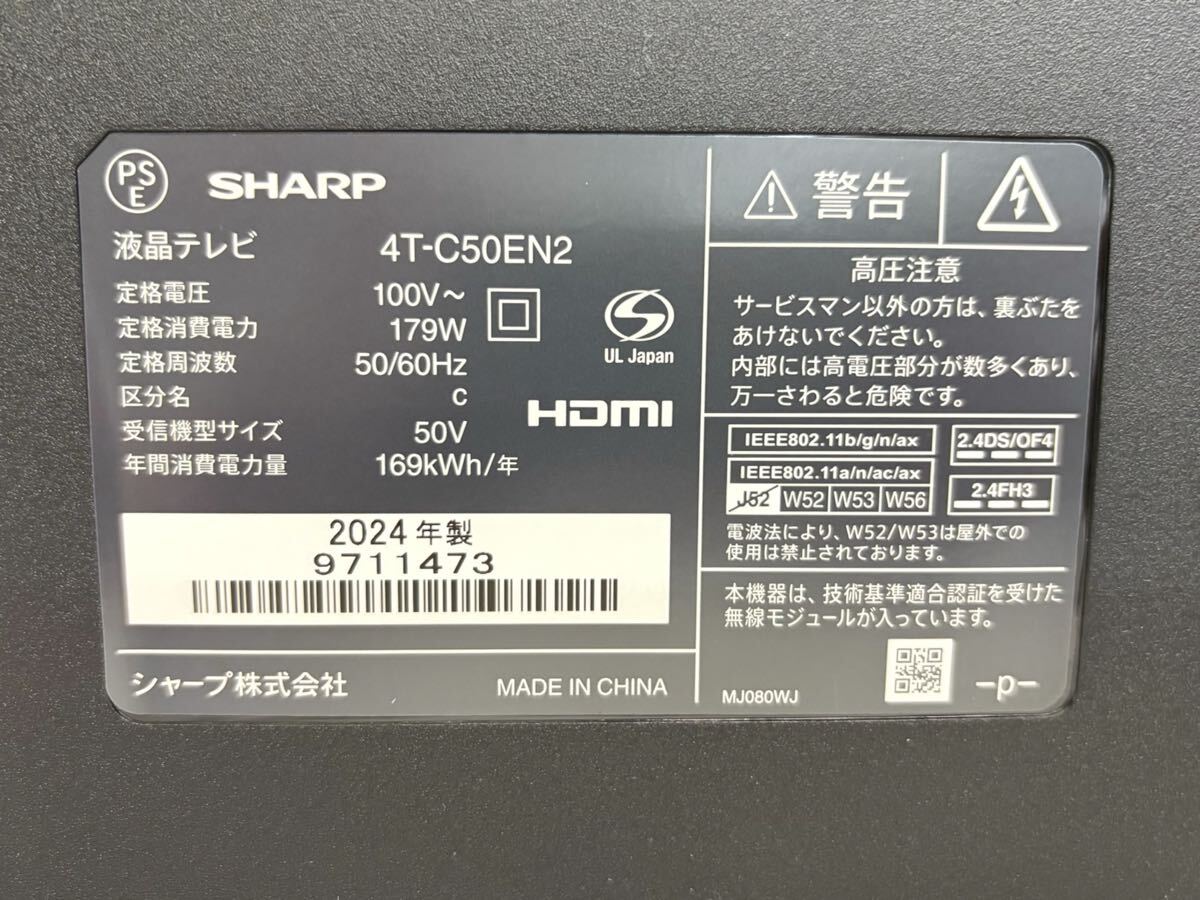 PSE SHARP
液晶テレビ 4T-C50EN2
定格電圧 100V～
定格消費電力 179W
定格周波数 50/60Hz
区分名 C
受信機型サイズ 50V
年間消費電力量 169kWh/年
S
UL Japan
HDMI
2024年製
9711473
シャープ株式会社 MADE IN CHINA
警告
高圧注意
サービスマン以外の方は、裏ぶたを
あけないでください。
内部には高電圧部分が数多くあり、
万一さわると危険です。
IEEE802.11b/g/n/ax
IEEE802.11a/n/ac/ax
J52 W52 W53 W56
2.4DS/OF4
2.4FH3
電波法により、W52/W53は屋外での
使用は禁止されております。
本機器は、技術基準適合認証を受けた
無線モジュールが入っています。
MJ080WJ -p-